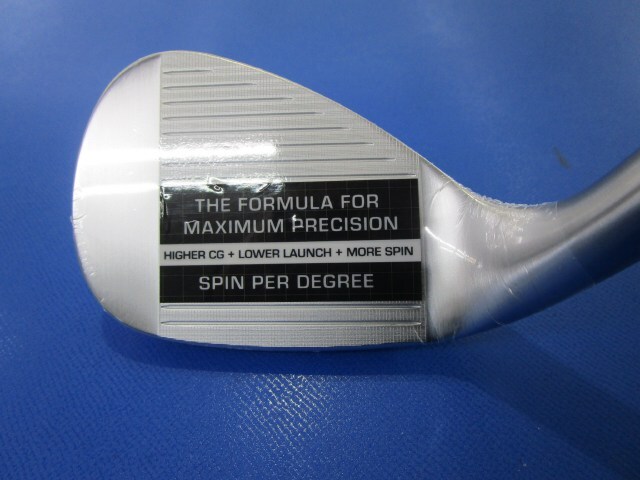 THE FORMULA FOR
MAXIMUM PRECISION
HIGHER CG + LOWER LAUNCH + MORE SPIN
SPIN PER DEGREE